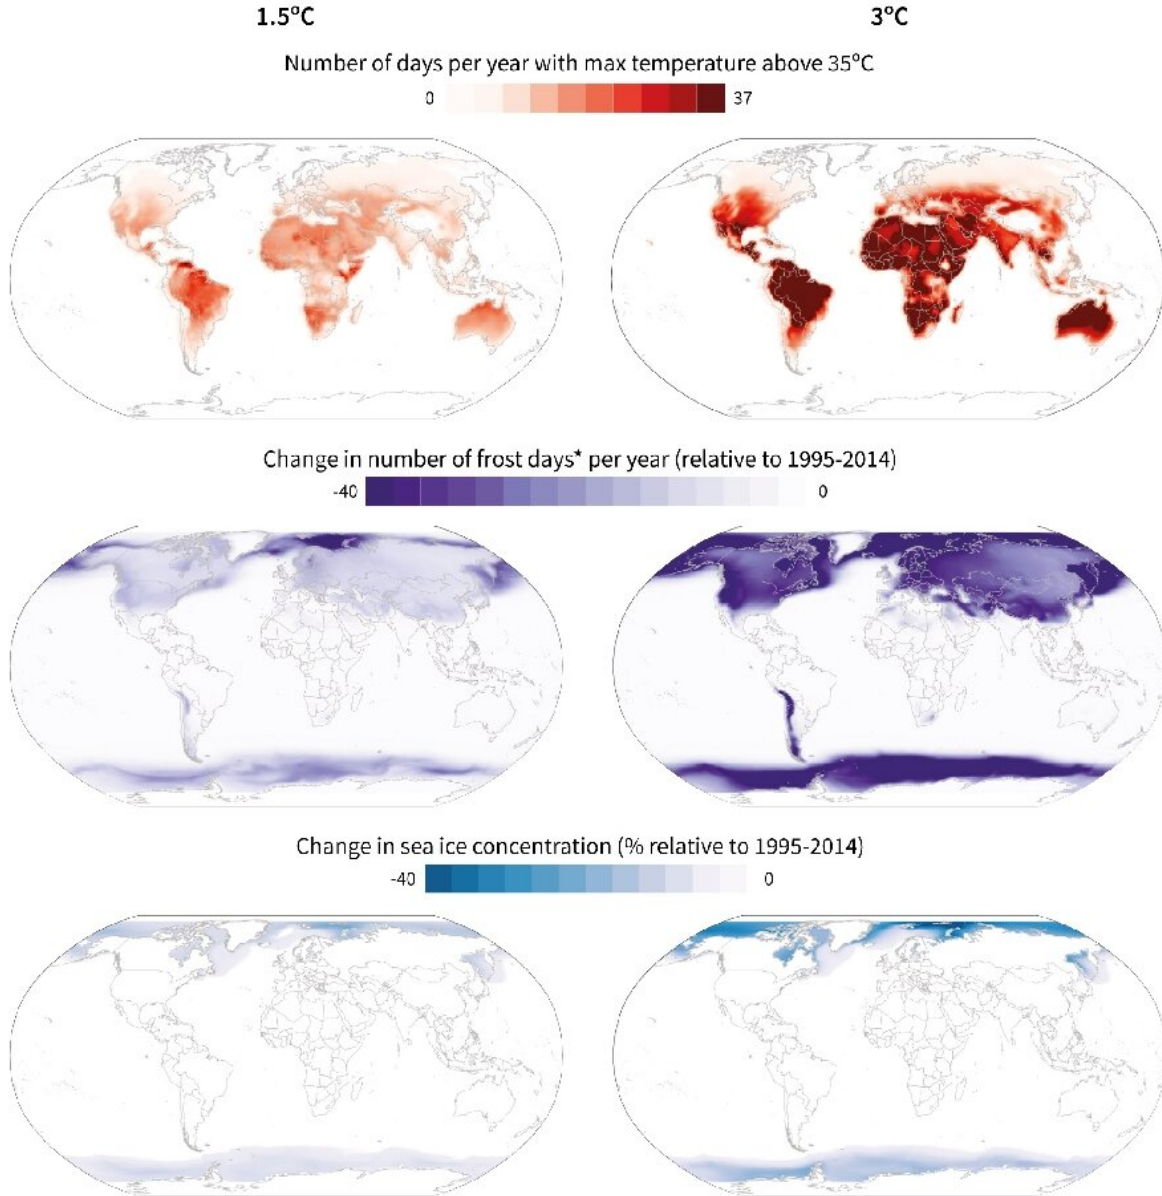 1.5°C 3°C
Number of days per year with max temperature above 35°C
0 37
Change in number of frost days* per year (relative to 1995-2014)
-40 0
Change in sea ice concentration (% relative to 1995-2014)
-40 0